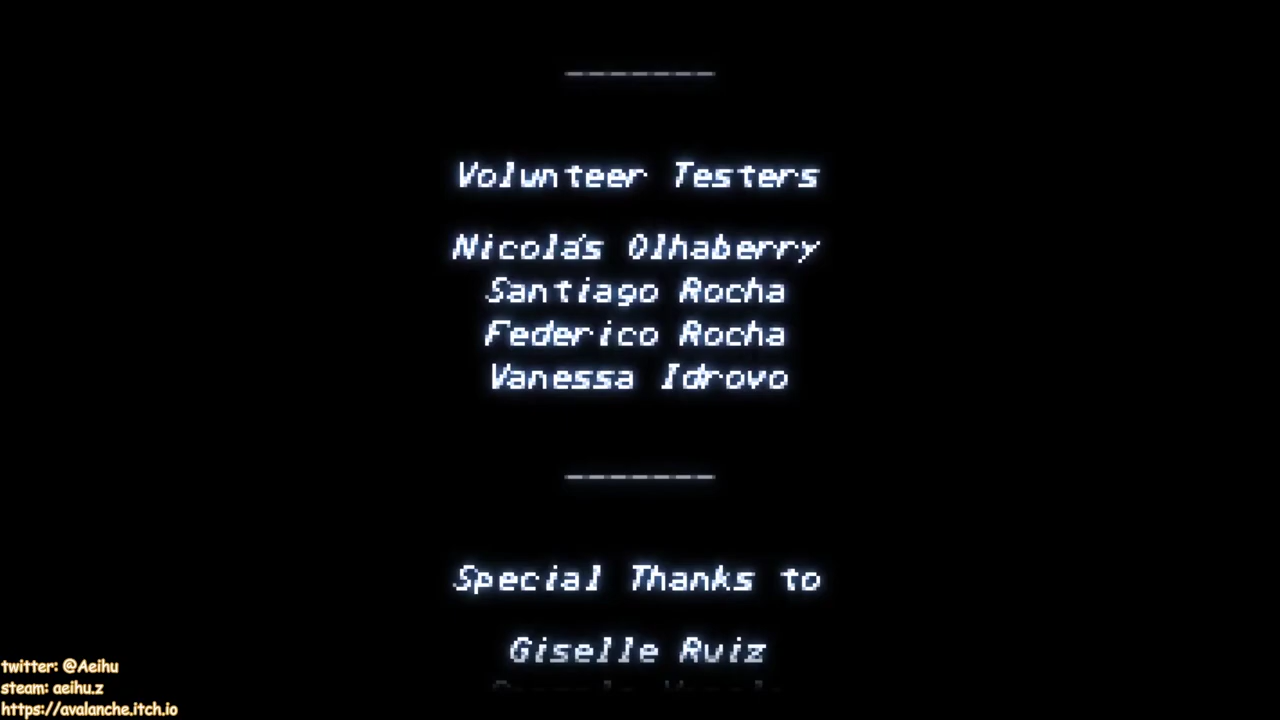 -------
Volunteer Testers
Nicolás Olhaberry
Santiago Rocha
Federico Rocha
Vanessa Idrovo
-------
Special Thanks to
Giselle Ruiz
twitter: @Aeihu
steam: aeihu.z
https://avalanche.itch.io